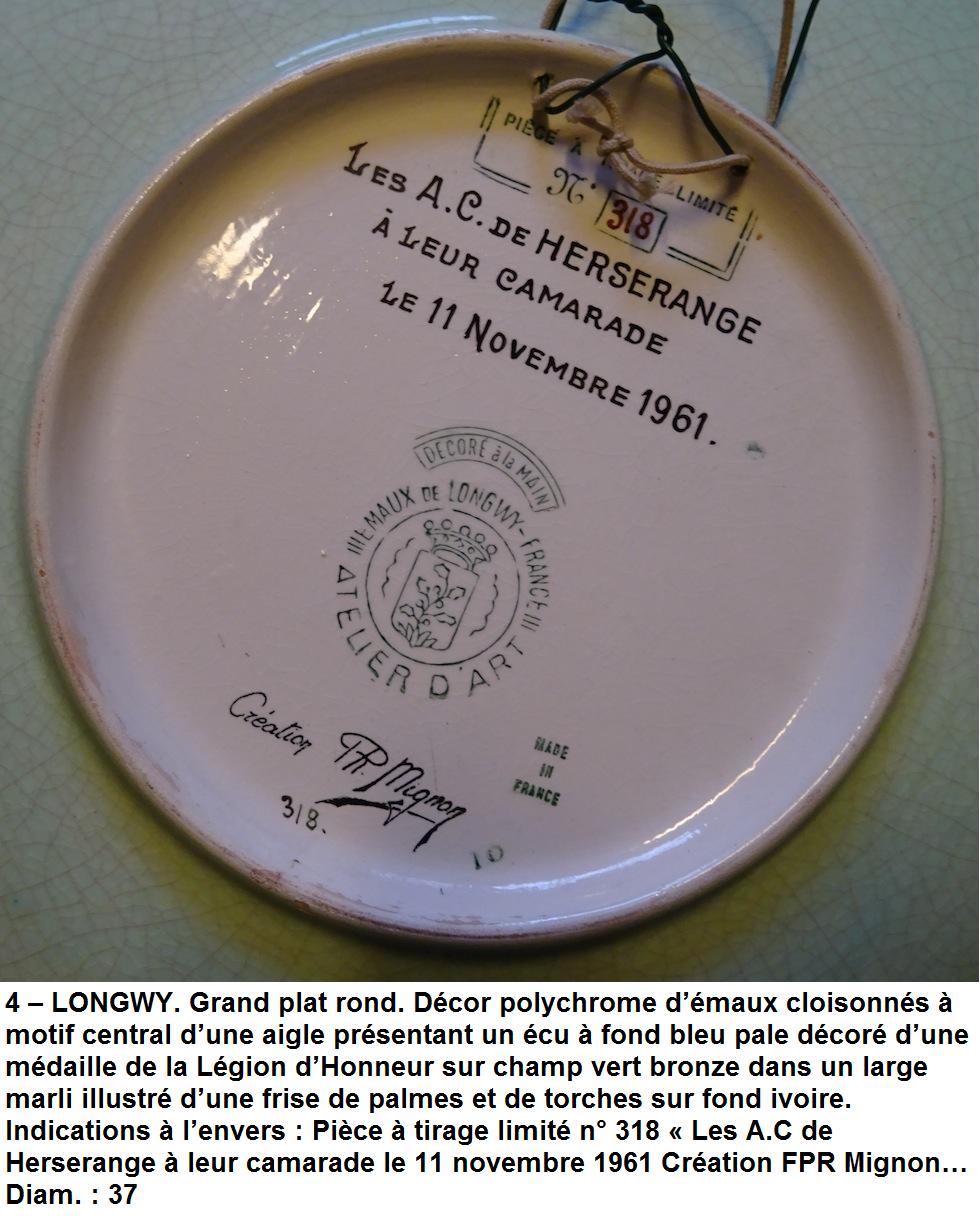 PIÈCE À LIMITÉ
N° 318
LES A.C. DE HERSERANGE
À LEUR CAMARADE
LE 11 NOVEMBRE 1961.
DECORÉ à la MAIN
EMAUX DE LONGWY-FRANCE
ATELIER D'ART
Création PR. Mignon
318.
MADE
IN
FRANCE
10
4 – LONGWY. Grand plat rond. Décor polychrome d’émaux cloisonnés à
motif central d’une aigle présentant un écu à fond bleu pale décoré d’une
médaille de la Légion d’Honneur sur champ vert bronze dans un large
marli illustré d’une frise de palmes et de torches sur fond ivoire.
Indications à l’envers : Pièce à tirage limité n° 318 « Les A.C de
Herserange à leur camarade le 11 novembre 1961 Création FPR Mignon…
Diam. : 37